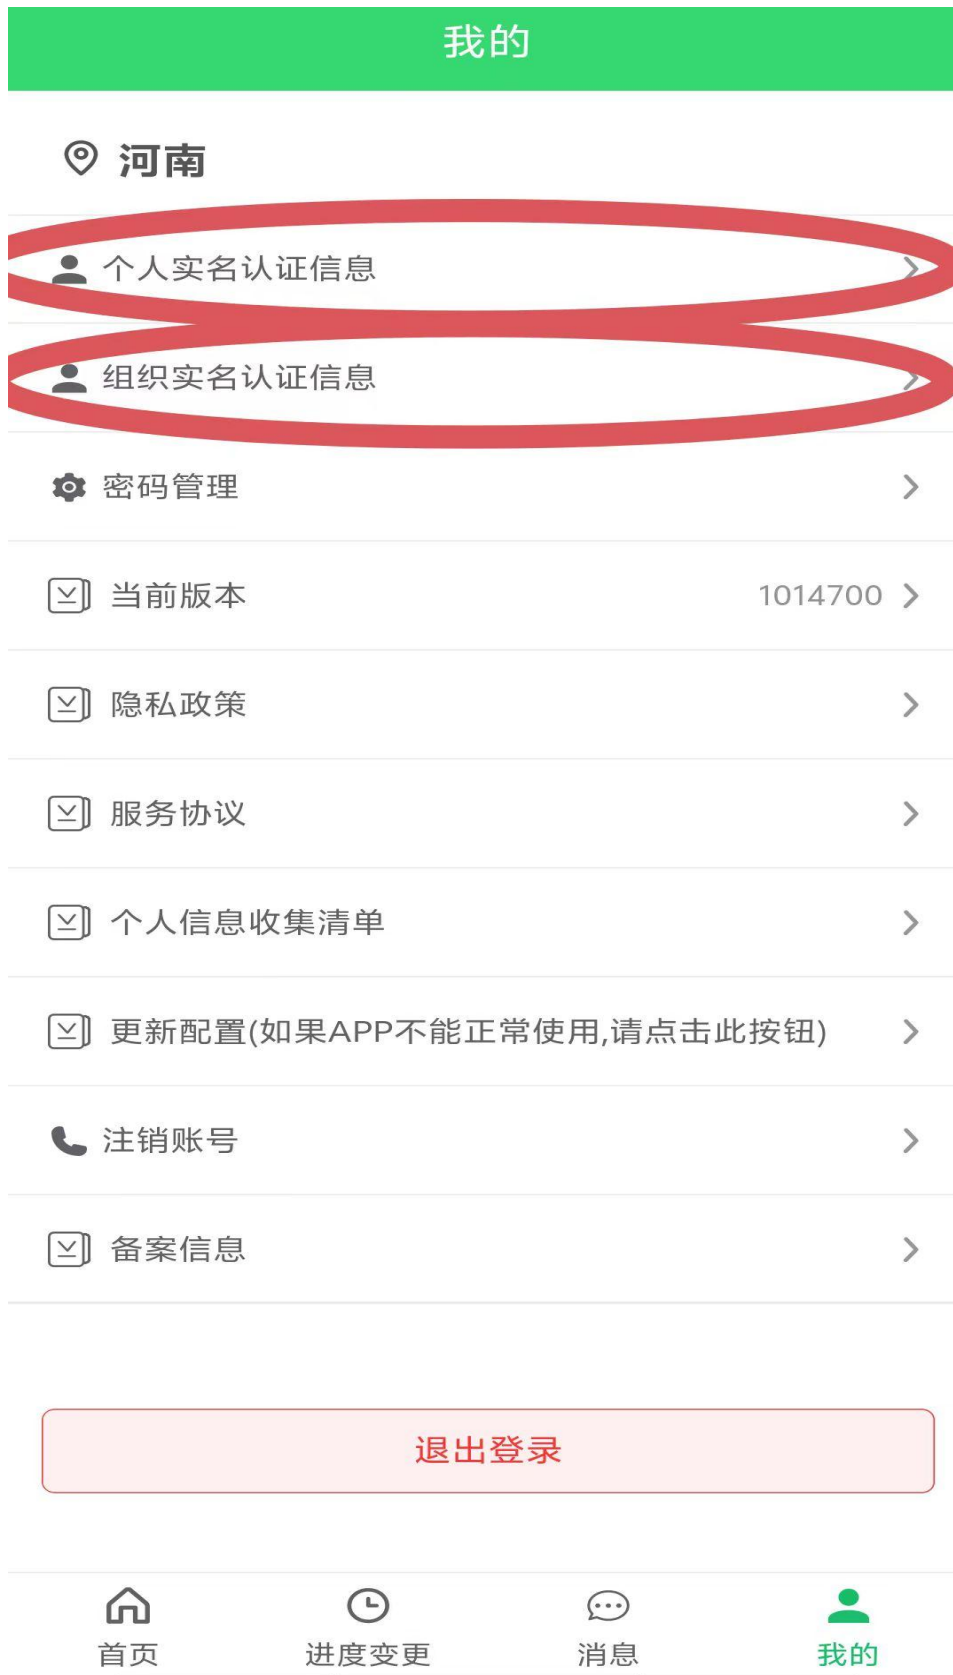 我的
河南
个人实名认证信息
组织实名认证信息
密码管理
当前版本 1014700
隐私政策
服务协议
个人信息收集清单
更新配置(如果APP不能正常使用,请点击此按钮)
注销账号
备案信息
退出登录
首页 进度变更 消息 我的